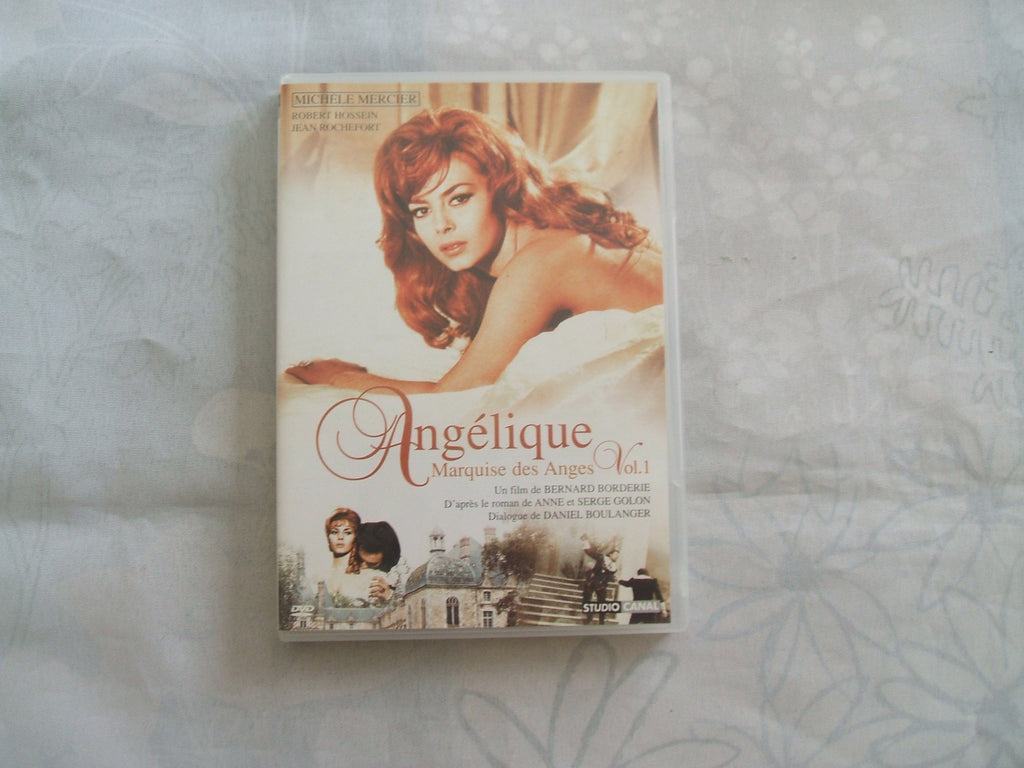 MICHÈLE MERCIER
ROBERT HOSSEIN
JEAN ROCHEFORT
Angélique
Marquise des Anges Vol.1
Un film de BERNARD BORDERIE
D'après le roman de ANNE et SERGE GOLON
Dialogue de DANIEL BOULANGER
DVD
STUDIO CANAL